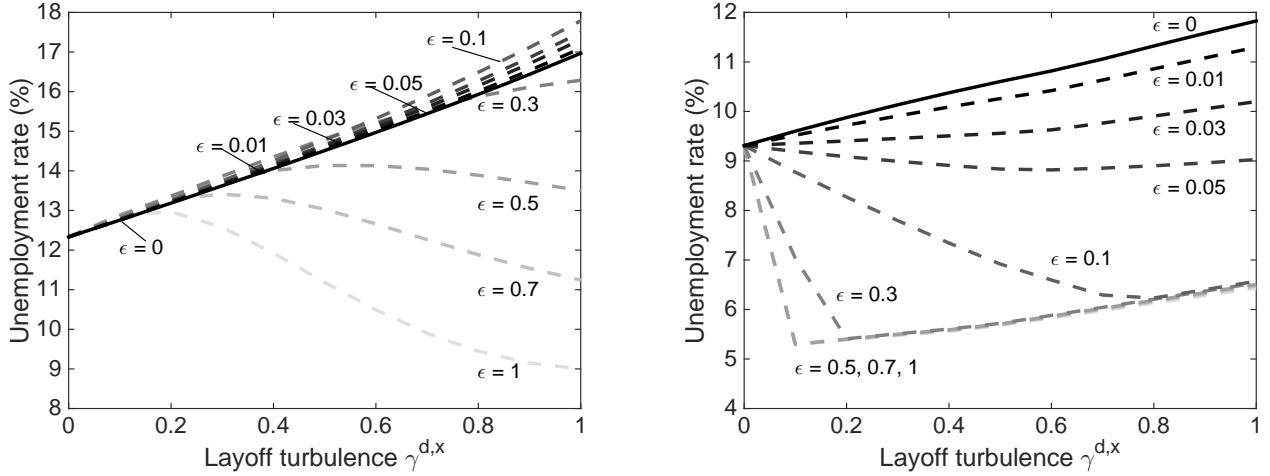 18
17
16
15
14
13
12
11
10
9
8
Unemployment rate (%)
ϵ = 0.1
ϵ = 0.05
ϵ = 0.3
ϵ = 0.03
ϵ = 0.01
ϵ = 0.5
ϵ = 0
ϵ = 0.7
ϵ = 1
0 0.2 0.4 0.6 0.8 1
Layoff turbulence γ^d,x
12
11
10
9
8
7
6
5
4
Unemployment rate (%)
ϵ = 0
ϵ = 0.01
ϵ = 0.03
ϵ = 0.05
ϵ = 0.1
ϵ = 0.3
ϵ = 0.5, 0.7, 1
0 0.2 0.4 0.6 0.8 1
Layoff turbulence γ^d,x